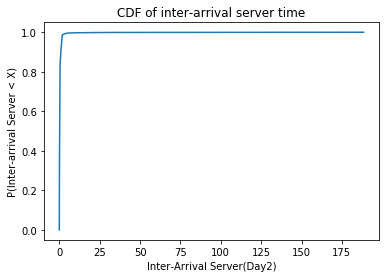 CDF of inter-arrival server time
P(Inter-arrival Server < X)
1.0
0.8
0.6
0.4
0.2
0.0
0 25 50 75 100 125 150 175
Inter-Arrival Server(Day2)